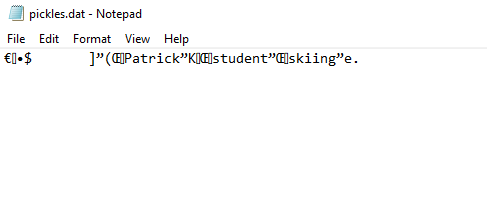 pickles.dat - Notepad
File Edit Format View Help
€▯•$ ]”(Œ▯Patrick”K▯Œ▯student”Œ▯skiing”e.